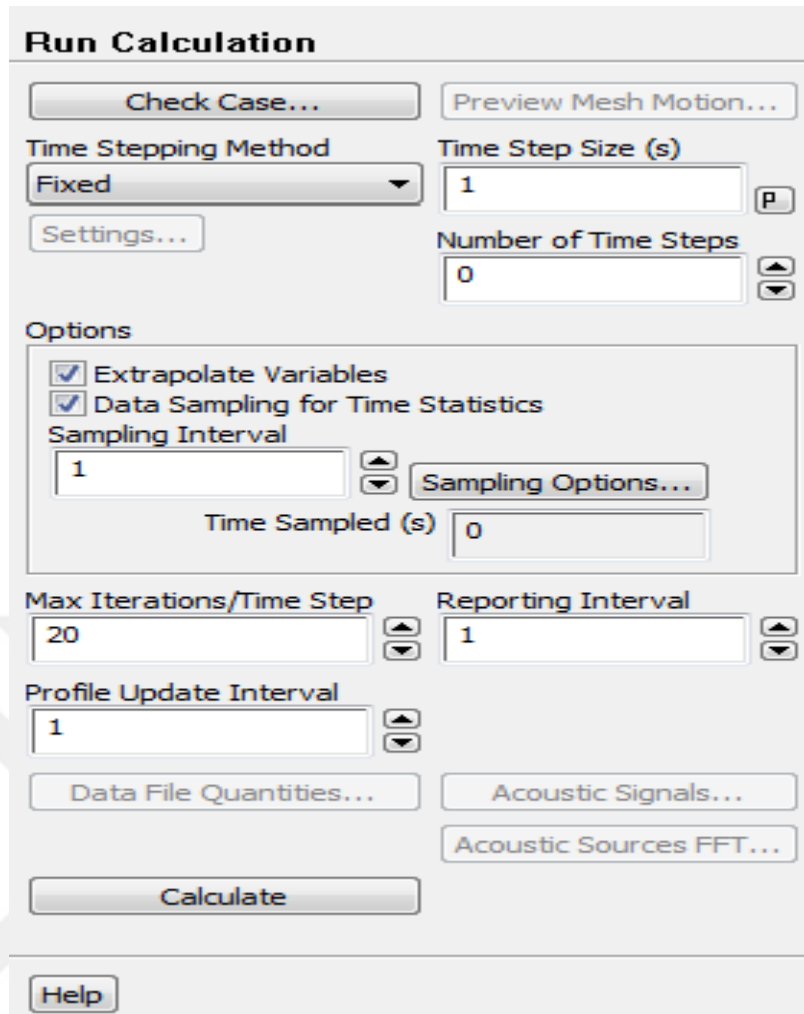 Run Calculation
Check Case... Preview Mesh Motion...
Time Stepping Method Time Step Size (s)
Fixed 1 P
Settings... Number of Time Steps
0
Options
Extrapolate Variables
Data Sampling for Time Statistics
Sampling Interval
1 Sampling Options...
Time Sampled (s) 0
Max Iterations/Time Step Reporting Interval
20 1
Profile Update Interval
1
Data File Quantities... Acoustic Signals...
Acoustic Sources FFT...
Calculate
Help